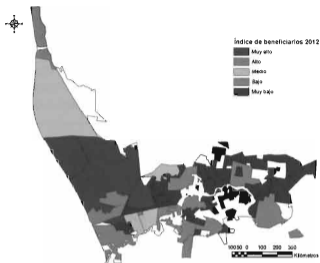 Índice de beneficiarios 2012
Muy alto
Alto
Medio
Bajo
Muy bajo
Kilómetros